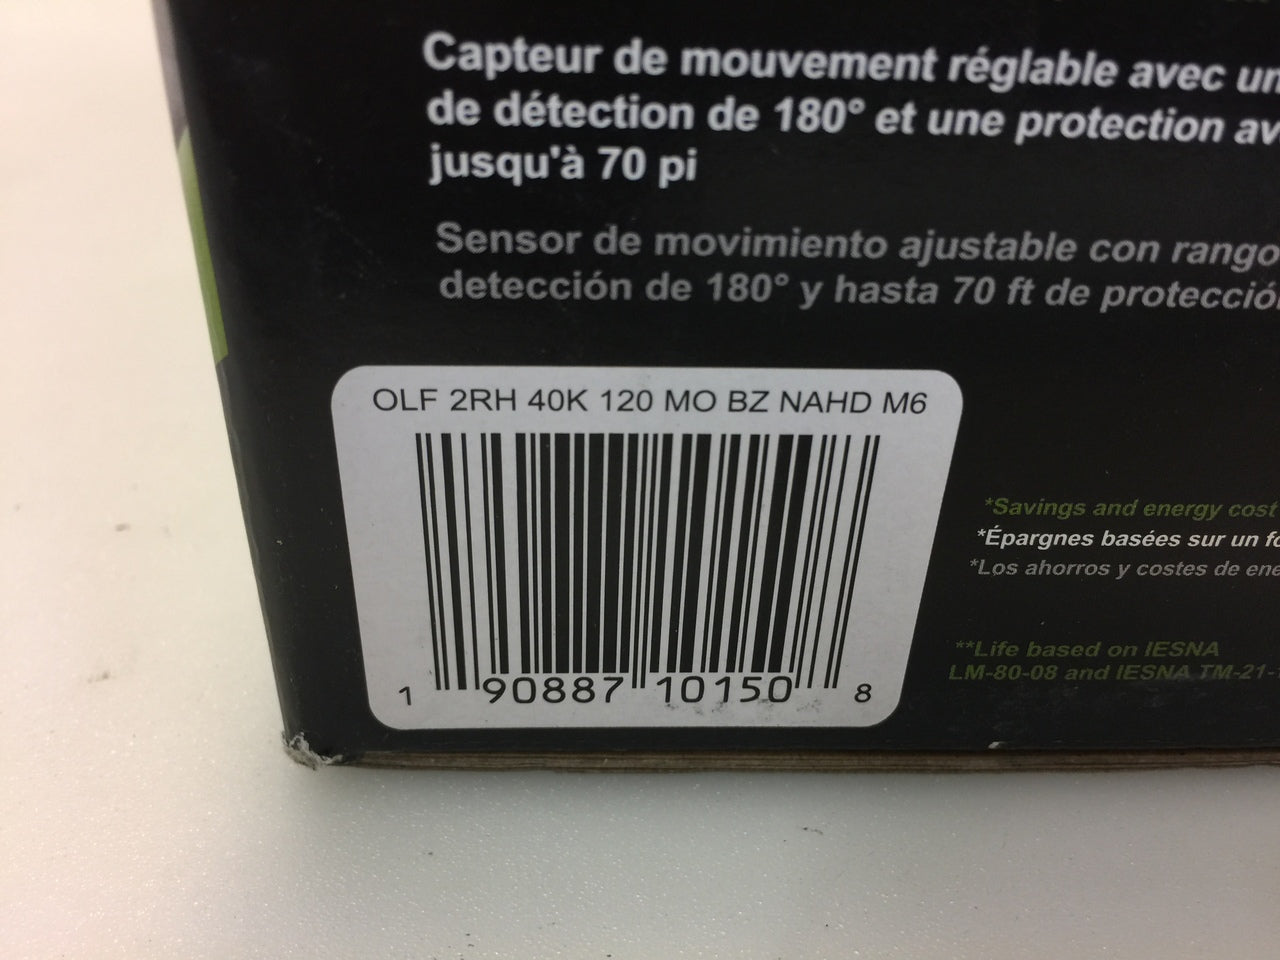 Capteur de mouvement réglable avec un
de détection de 180° et une protection av
jusqu'à 70 pi
Sensor de movimiento ajustable con rango
detección de 180° y hasta 70 ft de protecció
OLF 2RH 40K 120 MO BZ NAHD M6
1 90887 10150 8
*Savings and energy cost
*Épargnes basées sur un fo
*Los ahorros y costes de ene
**Life based on IESNA
LM-80-08 and IESNA TM-21-